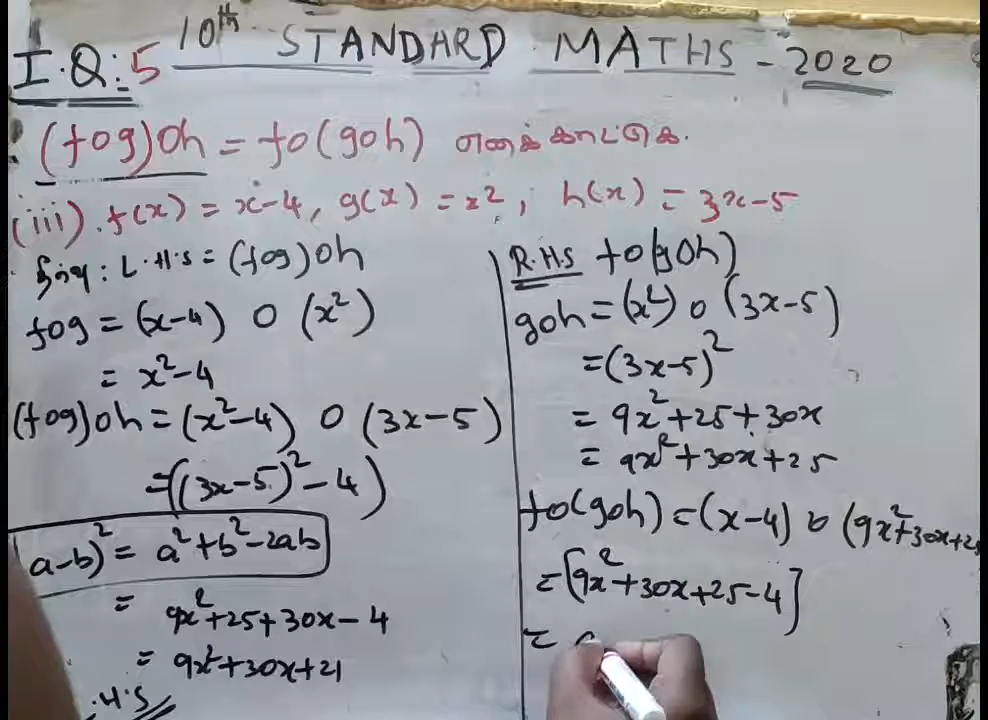 I.Q:5 10th STANDARD MATHS - 2020
(fog)oh = fo(goh) எனக் காட்டுக.
(iii). f(x) = x-4, g(x) = x², h(x) = 3x-5
தீர்வு: L.H.S = (fog)oh
fog = (x-4) o (x²)
= x²-4
(fog)oh = (x²-4) o (3x-5)
= ((3x-5)²-4)
a-b)² = a²+b²-2ab
= 9x²+25+30x-4
= 9x²+30x+21
.H.S
R.H.S fo(goh)
goh = (x²) o (3x-5)
= (3x-5)²
= 9x²+25+30x
= 9x²+30x+25
fo(goh) = (x-4) o (9x²+30x+25
= [9x²+30x+25-4]
=